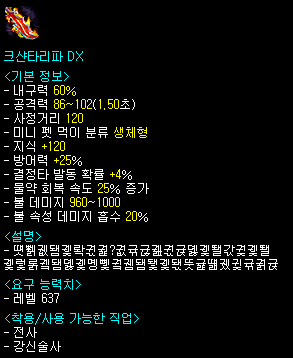 크샨타리파 DX
<기본 정보>
- 내구력 60%
- 공격력 86~102(1.50초)
- 사정거리 120
- 미니 펫 먹이 분류 생체형
- 지식 +120
- 방어력 +25%
- 결정타 발동 확률 +4%
- 물약 회복 속도 25% 증가
- 불 데미지 960~1000
- 불 속성 데미지 흡수 20%
<설명>
<요구 능력치>
- 레벨 637
<착용/사용 가능한 직업>
- 전사
- 강신술사